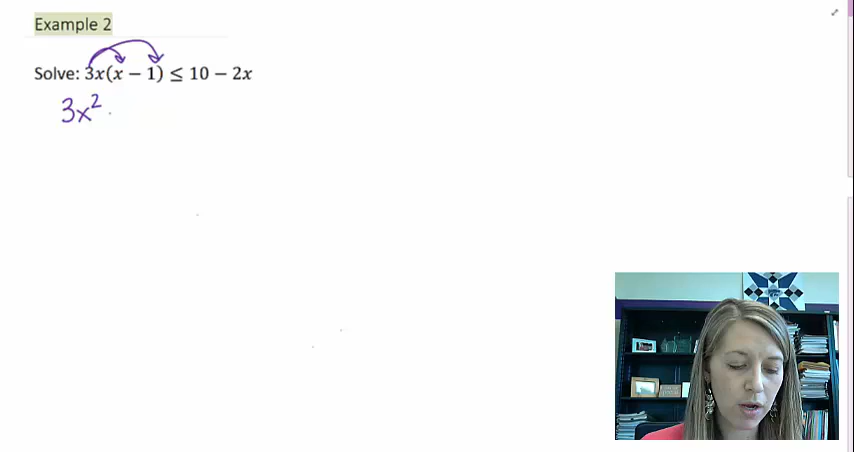 Example 2
Solve: 3x(x − 1) ≤ 10 − 2x
3x²